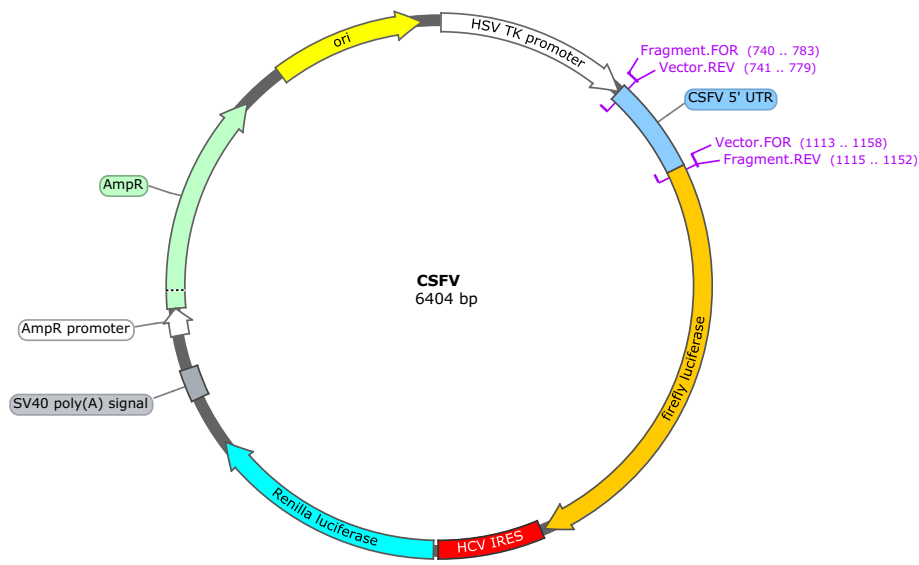 ori
HSV TK promoter
Fragment.FOR (740 .. 783)
Vector.REV (741 .. 779)
CSFV 5' UTR
Vector.FOR (1113 .. 1158)
Fragment.REV (1115 .. 1152)
AmpR
CSFV
6404 bp
AmpR promoter
firefly luciferase
SV40 poly(A) signal
Renilla luciferase
HCV IRES